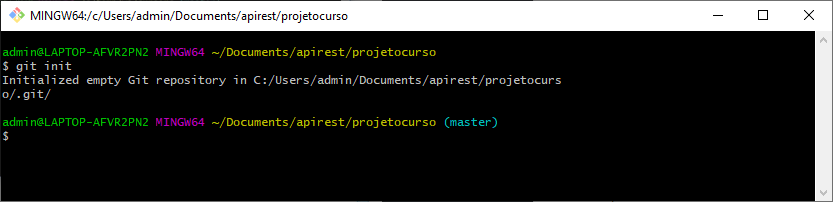 MINGW64:/c/Users/admin/Documents/apirest/projetocurso
admin@LAPTOP-AFVR2PN2 MINGW64 ~/Documents/apirest/projetocurso
$ git init
Initialized empty Git repository in C:/Users/admin/Documents/apirest/projetocurs
o/.git/
admin@LAPTOP-AFVR2PN2 MINGW64 ~/Documents/apirest/projetocurso (master)
$